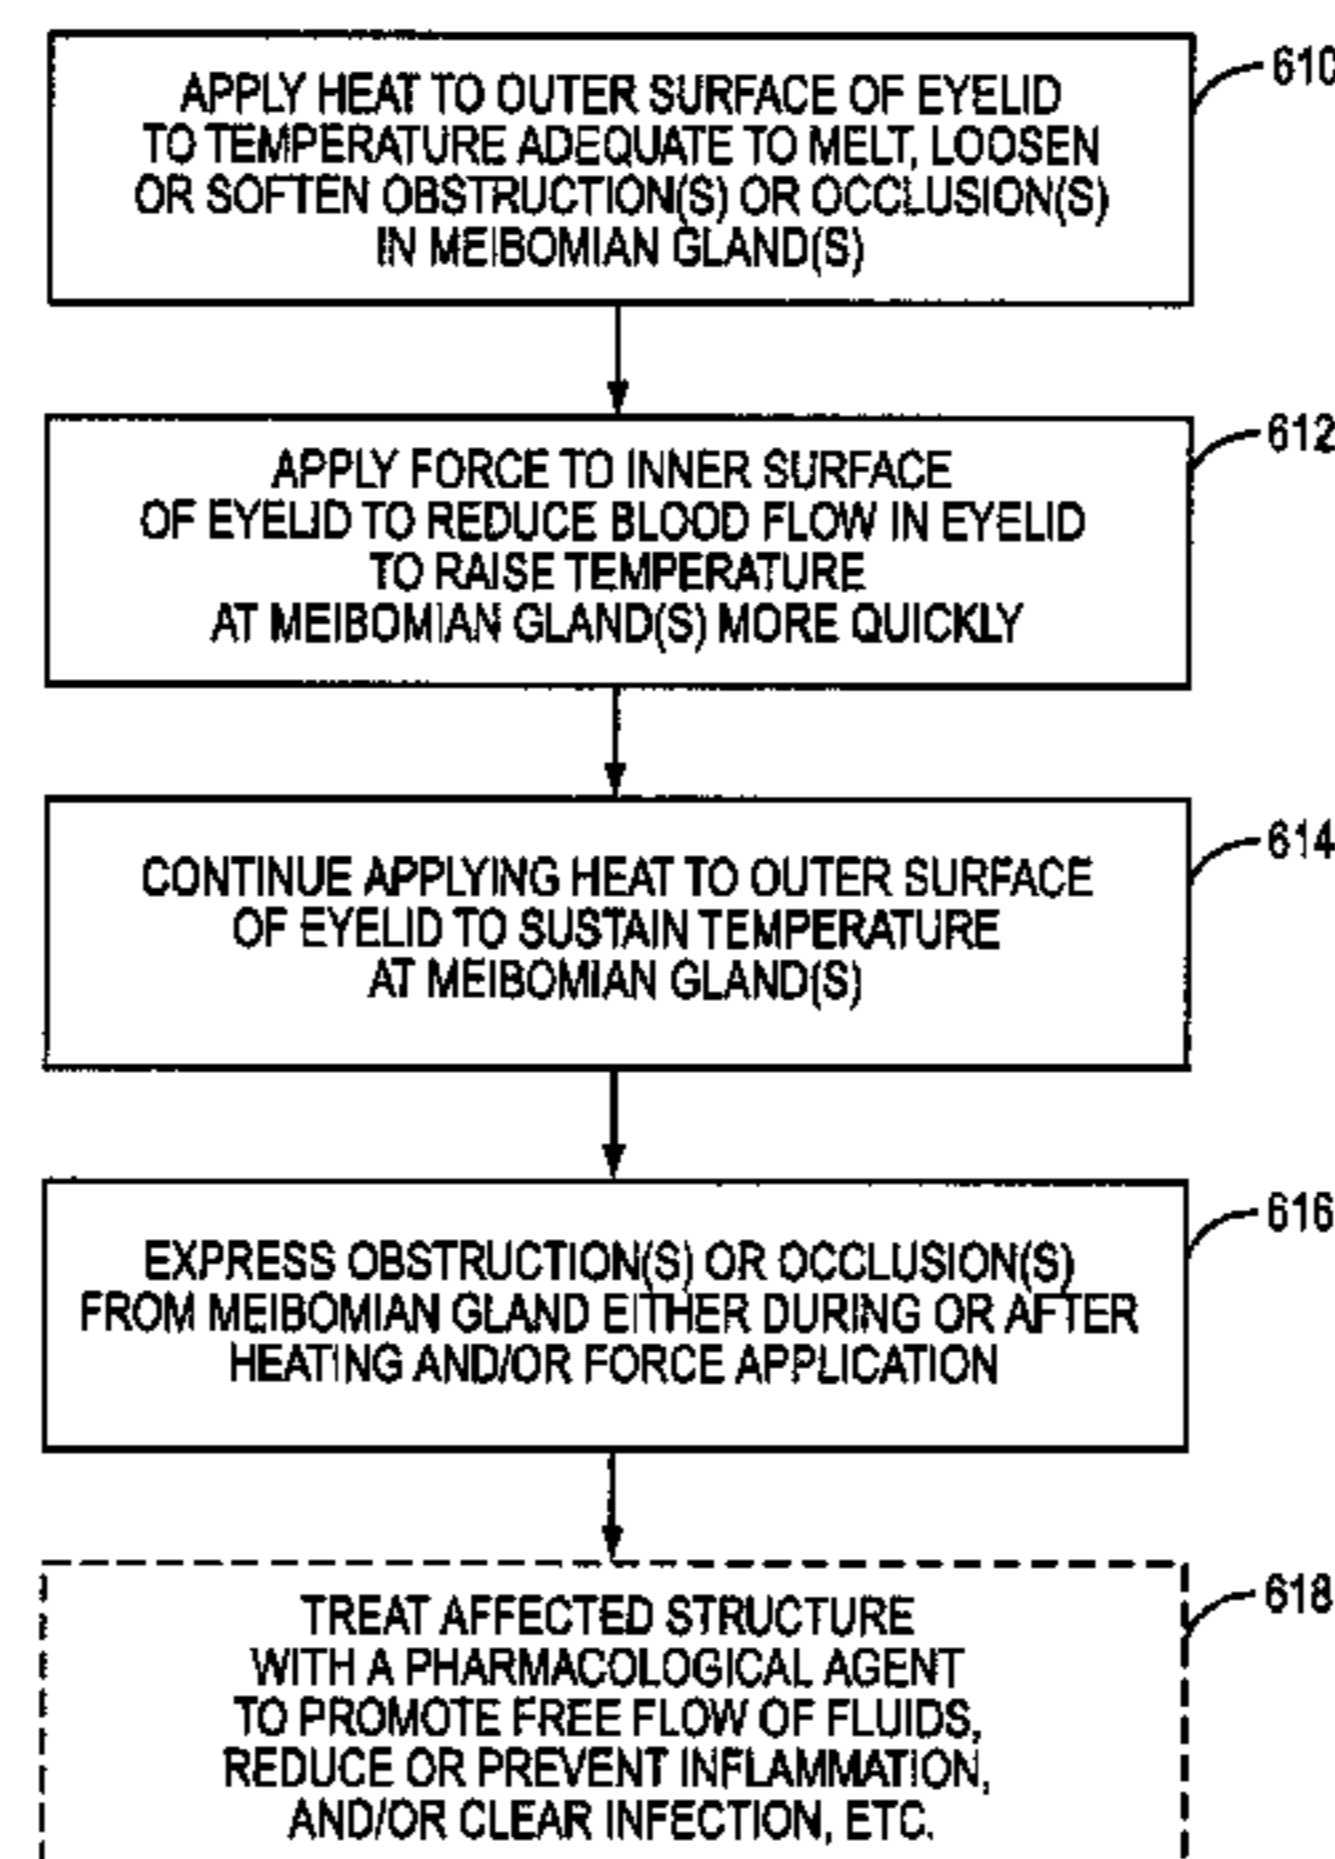 APPLY HEAT TO OUTER SURFACE OF EYELID
TO TEMPERATURE ADEQUATE TO MELT, LOOSEN
OR SOFTEN OBSTRUCTION(S) OR OCCLUSION(S)
IN MEIBOMIAN GLAND(S)
610
APPLY FORCE TO INNER SURFACE
OF EYELID TO REDUCE BLOOD FLOW IN EYELID
TO RAISE TEMPERATURE
AT MEIBOMIAN GLAND(S) MORE QUICKLY
612
CONTINUE APPLYING HEAT TO OUTER SURFACE
OF EYELID TO SUSTAIN TEMPERATURE
AT MEIBOMIAN GLAND(S)
614
EXPRESS OBSTRUCTION(S) OR OCCLUSION(S)
FROM MEIBOMIAN GLAND EITHER DURING OR AFTER
HEATING AND/OR FORCE APPLICATION
616
TREAT AFFECTED STRUCTURE
WITH A PHARMACOLOGICAL AGENT
TO PROMOTE FREE FLOW OF FLUIDS,
REDUCE OR PREVENT INFLAMMATION,
AND/OR CLEAR INFECTION, ETC.
618